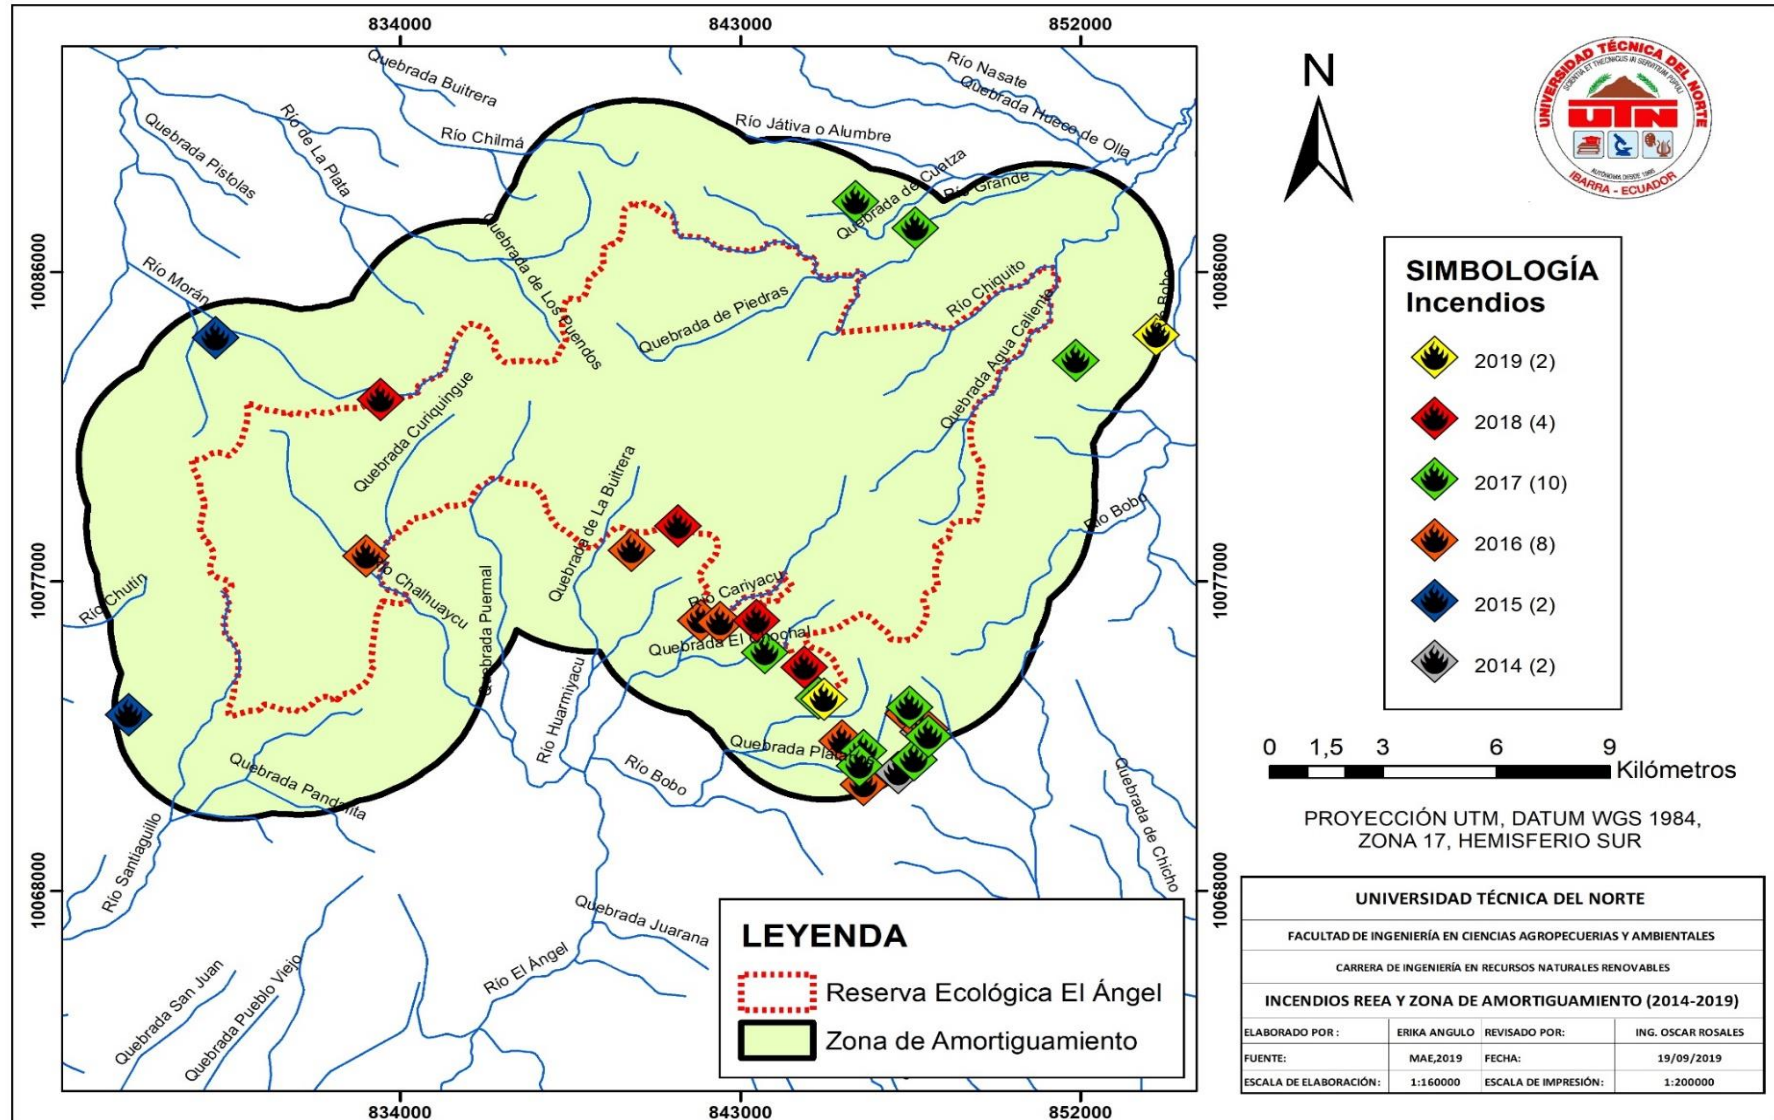 834000
843000
852000
10086000
10077000
10068000
10086000
10077000
10068000
834000
843000
852000
Quebrada Buitrera
Río Nasate
Quebrada Hueco de Olla
Río Játiva o Alumbre
Río Chilmá
Quebrada Pistolas
Río de La Plata
Quebrada de Cuatza
Río Grande
Quebrada de Los Puendos
Río Morán
Río Chiquito
Quebrada de Piedras
Quebrada Agua Caliente
Bobo
Quebrada Curiquingue
Quebrada de La Buitrera
Río Bobo
Río Chutin
Río Chalhuaycu
Río Cariyacu
Quebrada El
Quebrada Puermal
Río Huarmiyacu
Quebrada
Río Bobo
Quebrada Pandalita
Río Santiaguillo
Quebrada de Chicho
Quebrada Juarana
Río El Ángel
Quebrada San Juan
Quebrada Pueblo Viejo
LEYENDA
Reserva Ecológica El Ángel
Zona de Amortiguamiento
N
UNIVERSIDAD TÉCNICA DEL NORTE
UTN
IBARRA - ECUADOR
SIMBOLOGÍA
Incendios
2019 (2)
2018 (4)
2017 (10)
2016 (8)
2015 (2)
2014 (2)
0 1,5 3 6 9
Kilómetros
PROYECCIÓN UTM, DATUM WGS 1984,
ZONA 17, HEMISFERIO SUR
UNIVERSIDAD TÉCNICA DEL NORTE
FACULTAD DE INGENIERÍA EN CIENCIAS AGROPECUERIAS Y AMBIENTALES
CARRERA DE INGENIERÍA EN RECURSOS NATURALES RENOVABLES
INCENDIOS REEA Y ZONA DE AMORTIGUAMIENTO (2014-2019)
ELABORADO POR : ERIKA ANGULO REVISADO POR: ING. OSCAR ROSALES
FUENTE: MAE,2019 FECHA: 19/09/2019
ESCALA DE ELABORACIÓN: 1:160000 ESCALA DE IMPRESIÓN: 1:200000